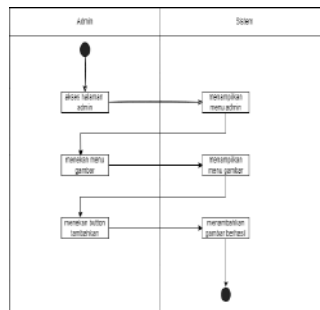 Admin
Sistem
akses halaman
admin
menampilkan
menu admin
menekan menu
gambar
menampilkan
menu gambar
menekan button
tambahkan
menambahkan
gambar berhasil